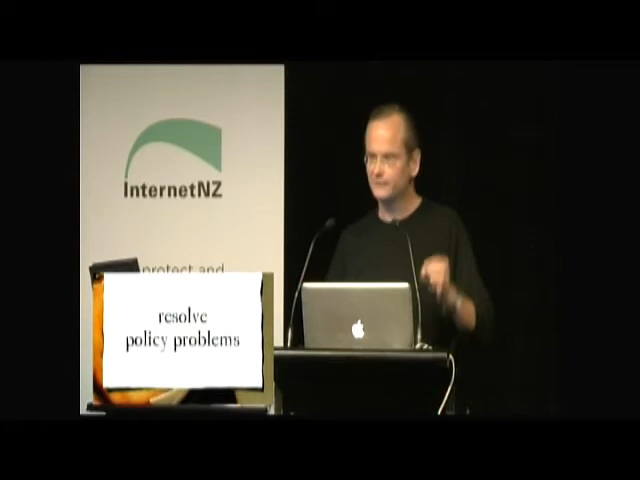 InternetNZ
protect and
resolve
policy problems